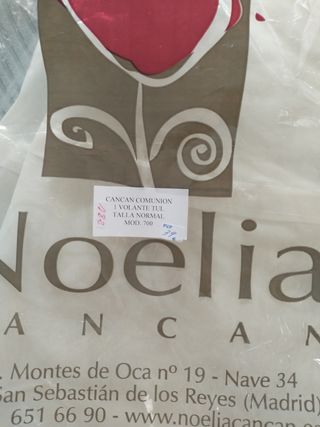 CANCAN COMUNION
1 VOLANTE TUL
TALLA NORMAL
MOD. 700
Noelia
ANCAN
. Montes de Oca nº 19 - Nave 34
San Sebastián de los Reyes (Madrid)
651 66 90 - www.noeliacancan.e